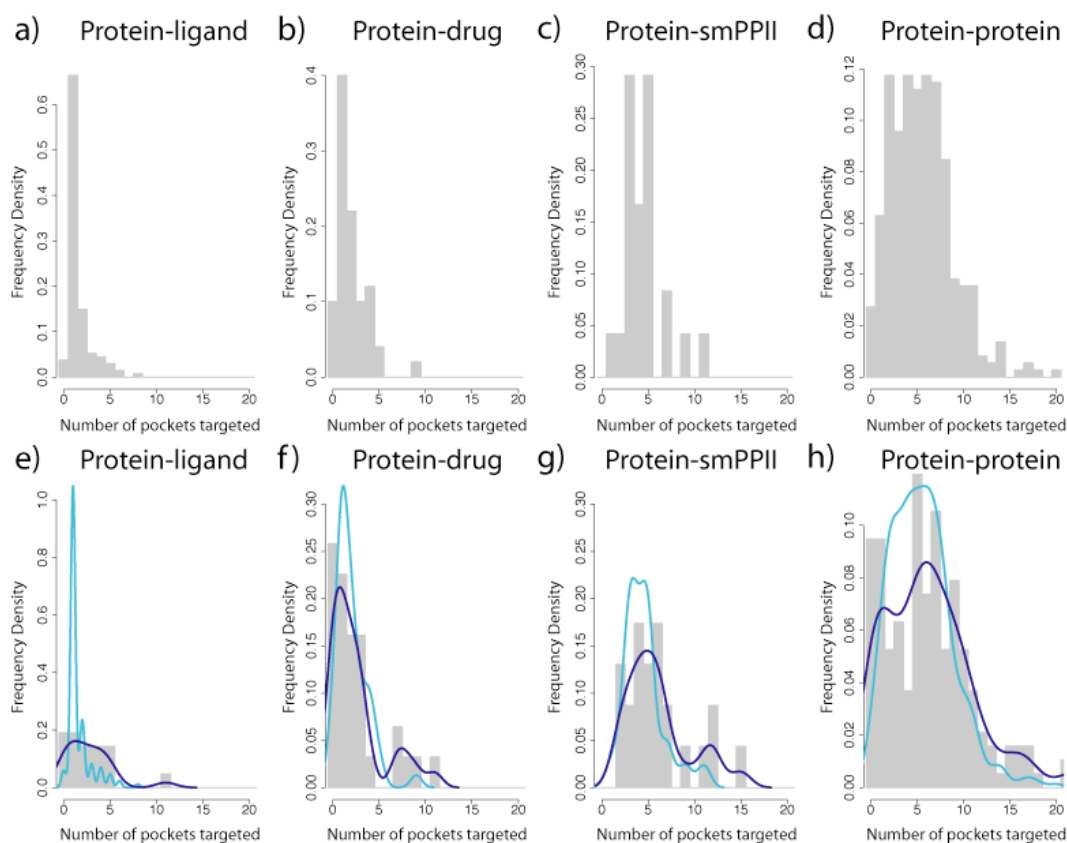 a) Protein-ligand
b) Protein-drug
c) Protein-smPPII
d) Protein-protein
Frequency Density
0.0 0.1 0.2 0.3 0.4 0.5 0.6
0 5 10 15 20
Number of pockets targeted
Frequency Density
0.0 0.1 0.2 0.3 0.4
0 5 10 15 20
Number of pockets targeted
Frequency Density
0.00 0.05 0.10 0.15 0.20 0.25 0.30
0 5 10 15 20
Number of pockets targeted
Frequency Density
0.00 0.02 0.04 0.06 0.08 0.10 0.12
0 5 10 15 20
Number of pockets targeted
e) Protein-ligand
f) Protein-drug
g) Protein-smPPII
h) Protein-protein
Frequency Density
0.0 0.2 0.4 0.6 0.8 1.0
0 5 10 15 20
Number of pockets targeted
Frequency Density
0.00 0.05 0.10 0.15 0.20 0.25 0.30
0 5 10 15 20
Number of pockets targeted
Frequency Density
0.00 0.05 0.10 0.15 0.20 0.25 0.30
0 5 10 15 20
Number of pockets targeted
Frequency Density
0.00 0.02 0.04 0.06 0.08 0.10
0 5 10 15 20
Number of pockets targeted